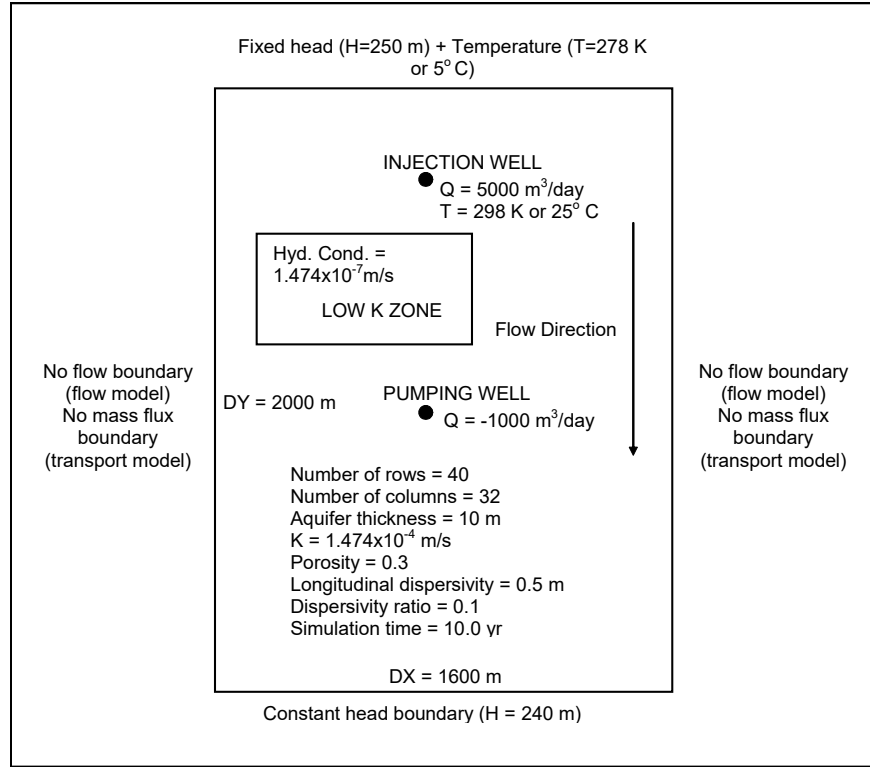 Fixed head (H=250 m) + Temperature (T=278 K
or 5° C)
INJECTION WELL
Q = 5000 m³/day
T = 298 K or 25° C
Hyd. Cond. =
1.474x10⁻⁷m/s
LOW K ZONE
Flow Direction
No flow boundary
(flow model)
No mass flux
boundary
(transport model)
DY = 2000 m
PUMPING WELL
Q = -1000 m³/day
No flow boundary
(flow model)
No mass flux
boundary
(transport model)
Number of rows = 40
Number of columns = 32
Aquifer thickness = 10 m
K = 1.474x10⁻⁴ m/s
Porosity = 0.3
Longitudinal dispersivity = 0.5 m
Dispersivity ratio = 0.1
Simulation time = 10.0 yr
DX = 1600 m
Constant head boundary (H = 240 m)